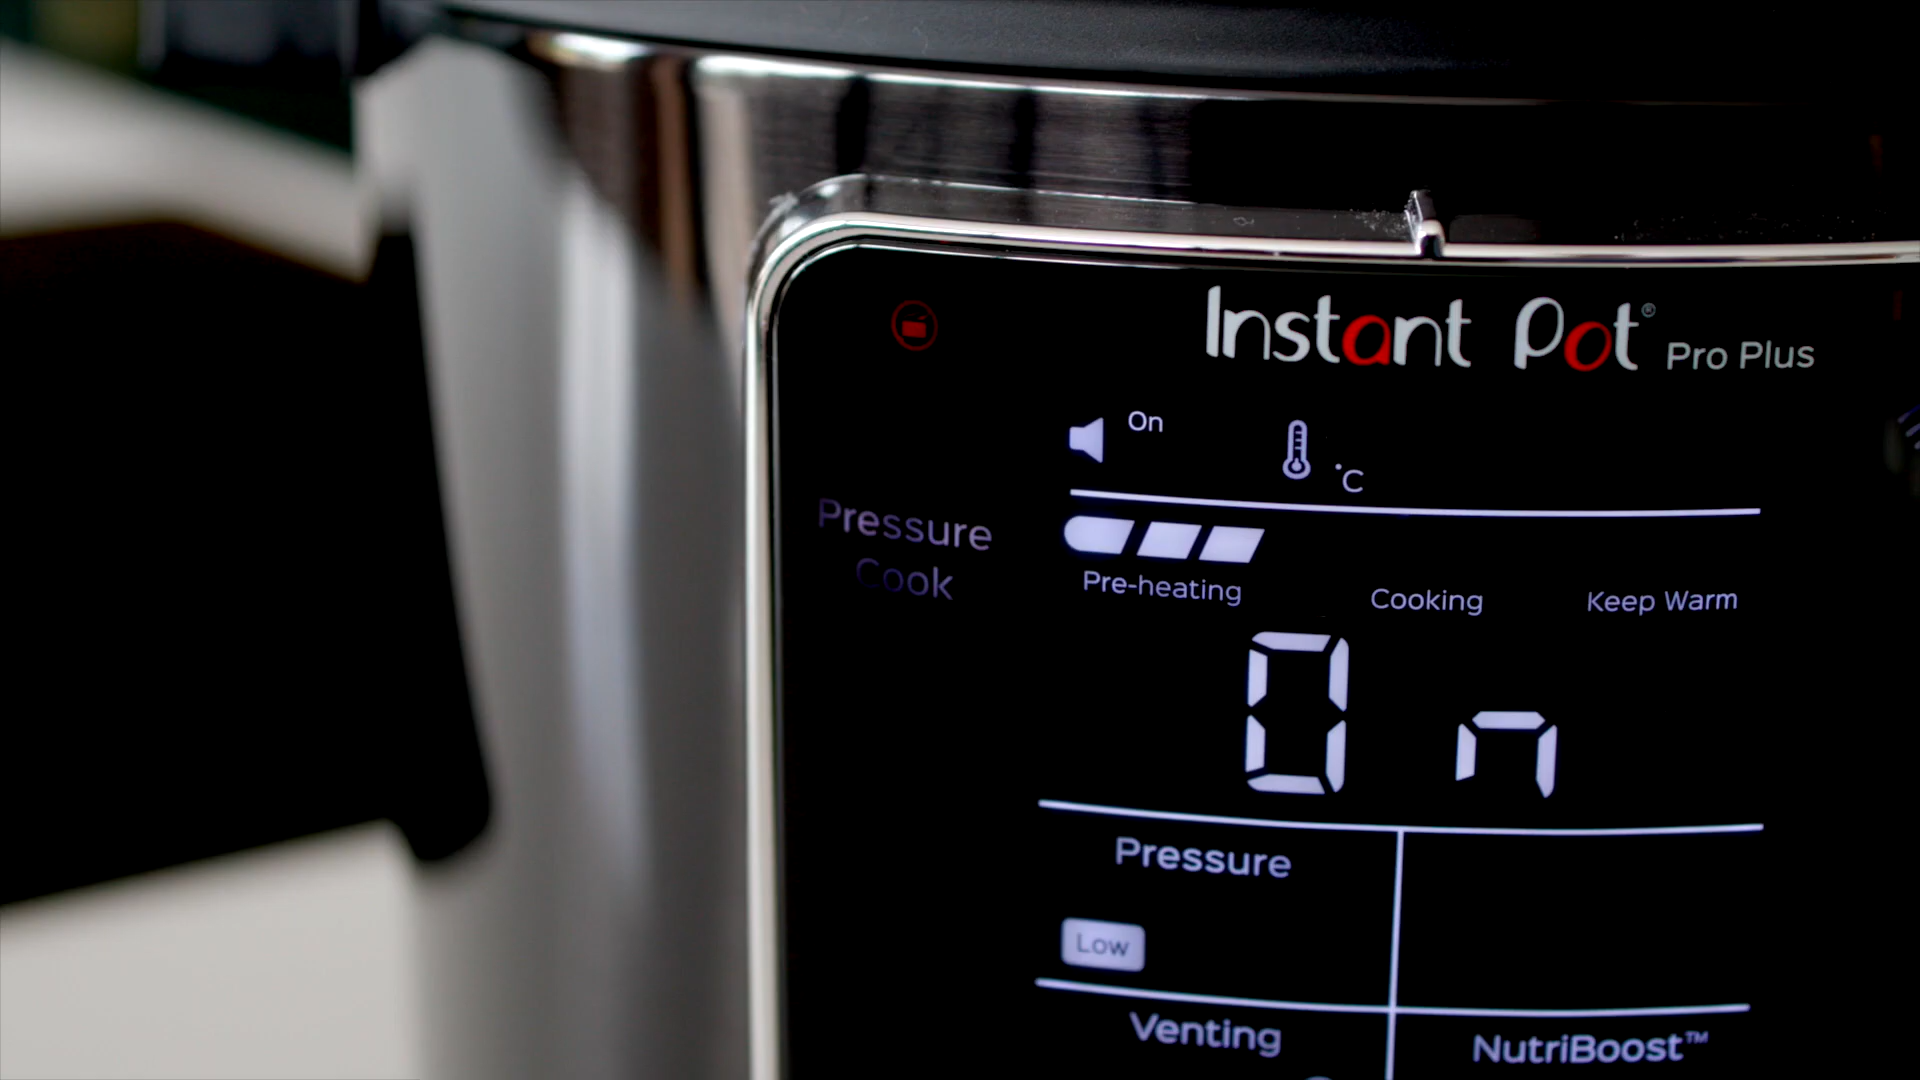 Instant Pot® Pro Plus
On
°C
Pressure
Cook
Pre-heating
Cooking
Keep Warm
On
Pressure
Low
Venting
NutriBoost™